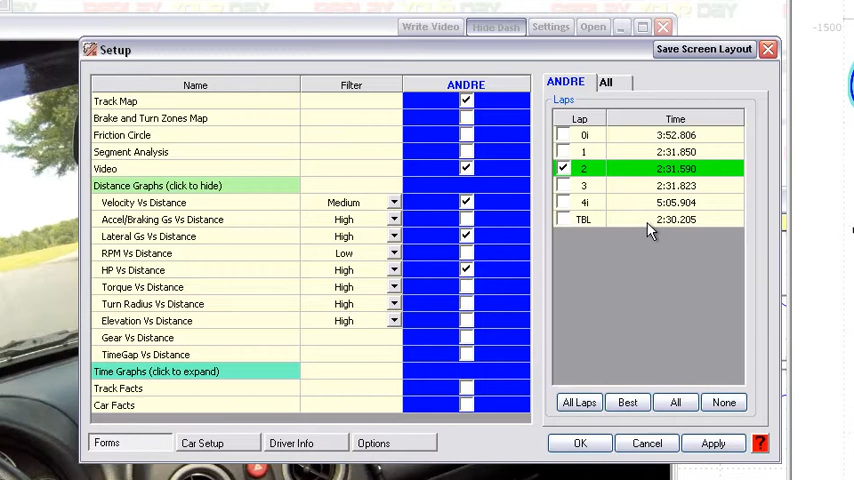 -1500
Write Video Hide Dash Settings Open
Setup
Save Screen Layout
Name Filter ANDRE
Track Map
Brake and Turn Zones Map
Friction Circle
Segment Analysis
Video
Distance Graphs (click to hide)
Velocity Vs Distance Medium
Accel/Braking Gs Vs Distance High
Lateral Gs Vs Distance High
RPM Vs Distance Low
HP Vs Distance High
Torque Vs Distance High
Turn Radius Vs Distance High
Elevation Vs Distance High
Gear Vs Distance
TimeGap Vs Distance
Time Graphs (click to expand)
Track Facts
Car Facts
Forms Car Setup Driver Info Options
ANDRE All
Laps
Lap Time
0i 3:52.806
1 2:31.850
2 2:31.590
3 2:31.823
4i 5:05.904
TBL 2:30.205
All Laps Best All None
OK Cancel Apply ?